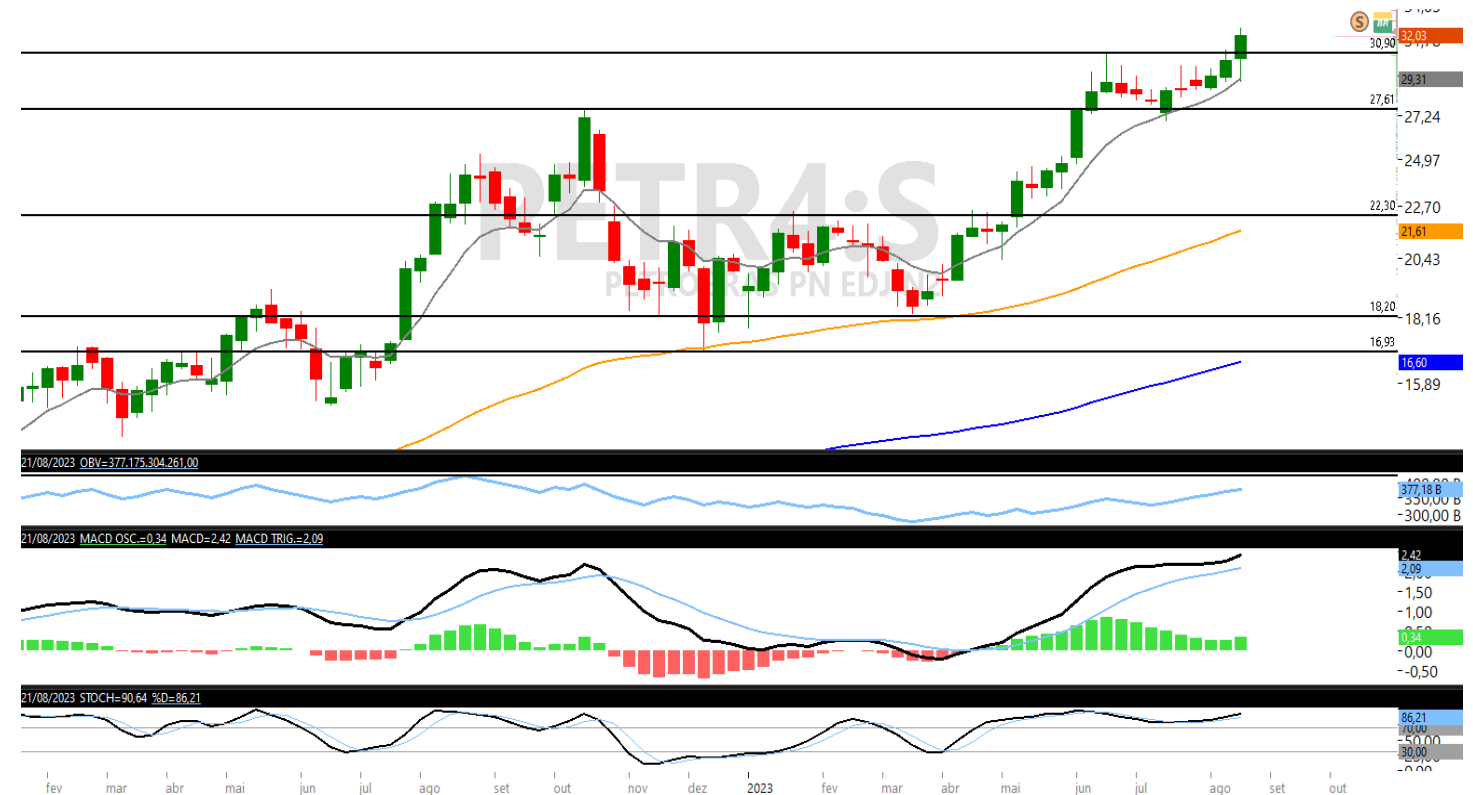 S
BR
32,03
30,90
29,31
27,61
27,24
24,97
22,30
22,70
21,61
20,43
PETR4:S
PETROBRAS PN EDJ N2
18,20
18,16
16,93
16,60
15,89
21/08/2023 OBV=377.175.304.261,00
377,18 B
350,00 B
300,00 B
21/08/2023 MACD OSC.=0,34 MACD=2,42 MACD TRIG.=2,09
2,42
2,09
1,50
1,00
0,34
0,00
-0,50
21/08/2023 STOCH=90,64 %D=86,21
86,21
70,00
50,00
30,00
fev mar abr mai jun jul ago set out nov dez 2023 fev mar abr mai jun jul ago set out